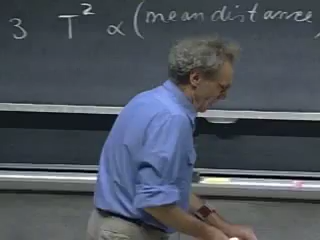 3 T² ∝ (mean distance)